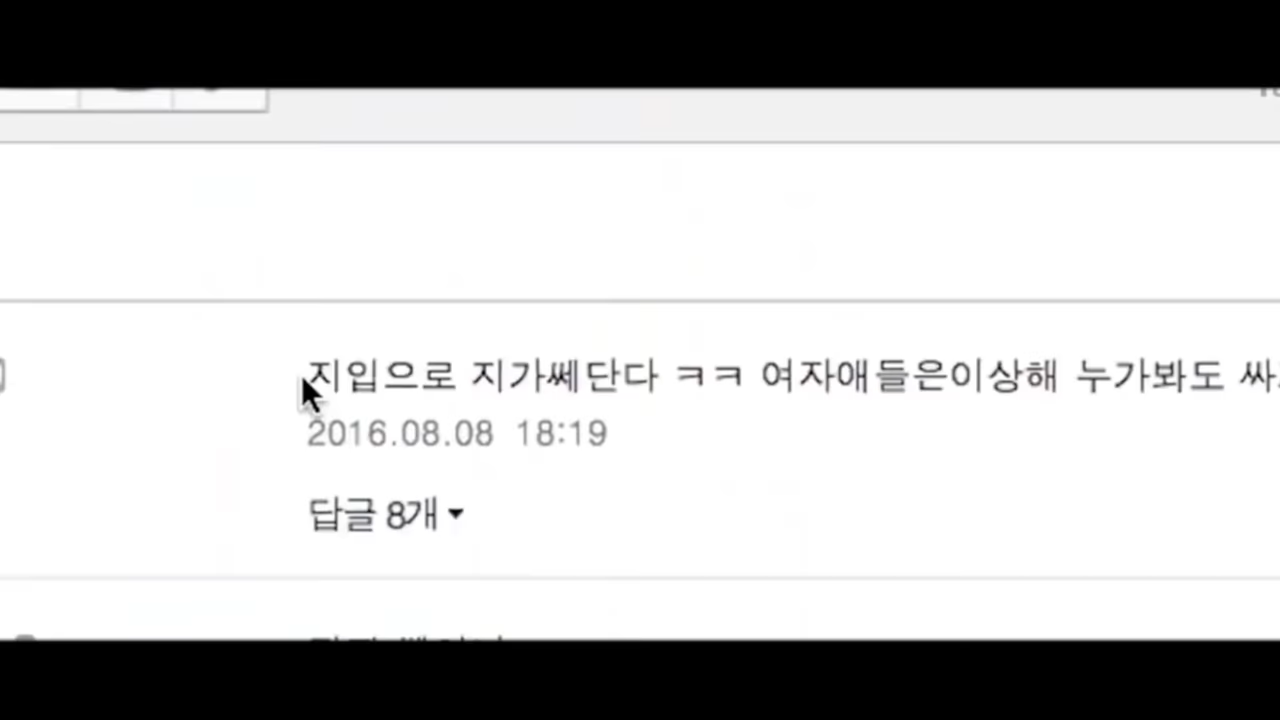 지입으로 지가쎄단다 ㅋㅋ 여자애들은이상해 누가봐도
2016.08.08 18:19
답글 8개